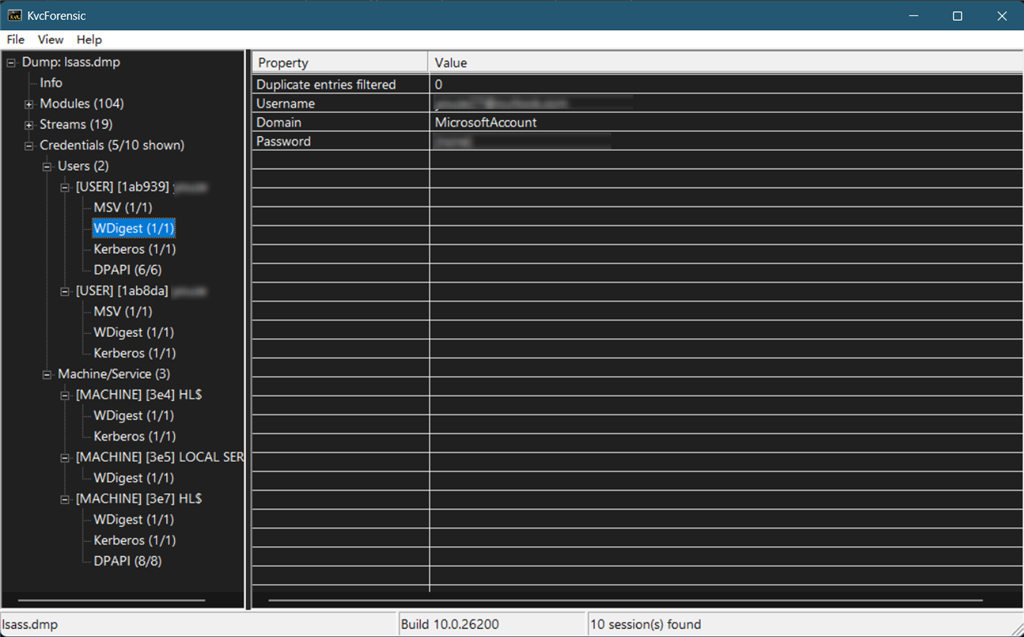 KvcForensic
File View Help
Dump: lsass.dmp
Info
Modules (104)
Streams (19)
Credentials (5/10 shown)
Users (2)
[USER] [1ab939]
MSV (1/1)
WDigest (1/1)
Kerberos (1/1)
DPAPI (6/6)
[USER] [1ab8da]
MSV (1/1)
WDigest (1/1)
Kerberos (1/1)
Machine/Service (3)
[MACHINE] [3e4] HL$
WDigest (1/1)
Kerberos (1/1)
[MACHINE] [3e5] LOCAL SER
WDigest (1/1)
[MACHINE] [3e7] HL$
WDigest (1/1)
Kerberos (1/1)
DPAPI (8/8)
Property Value
Duplicate entries filtered 0
Username
Domain MicrosoftAccount
Password
lsass.dmp Build 10.0.26200 10 session(s) found